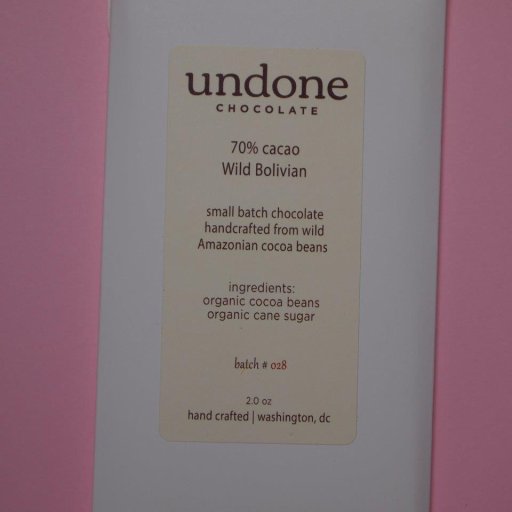 undone
CHOCOLATE
70% cacao
Wild Bolivian
small batch chocolate
handcrafted from wild
Amazonian cocoa beans
ingredients:
organic cocoa beans
organic cane sugar
batch # 028
2.0 oz
hand crafted | washington, dc